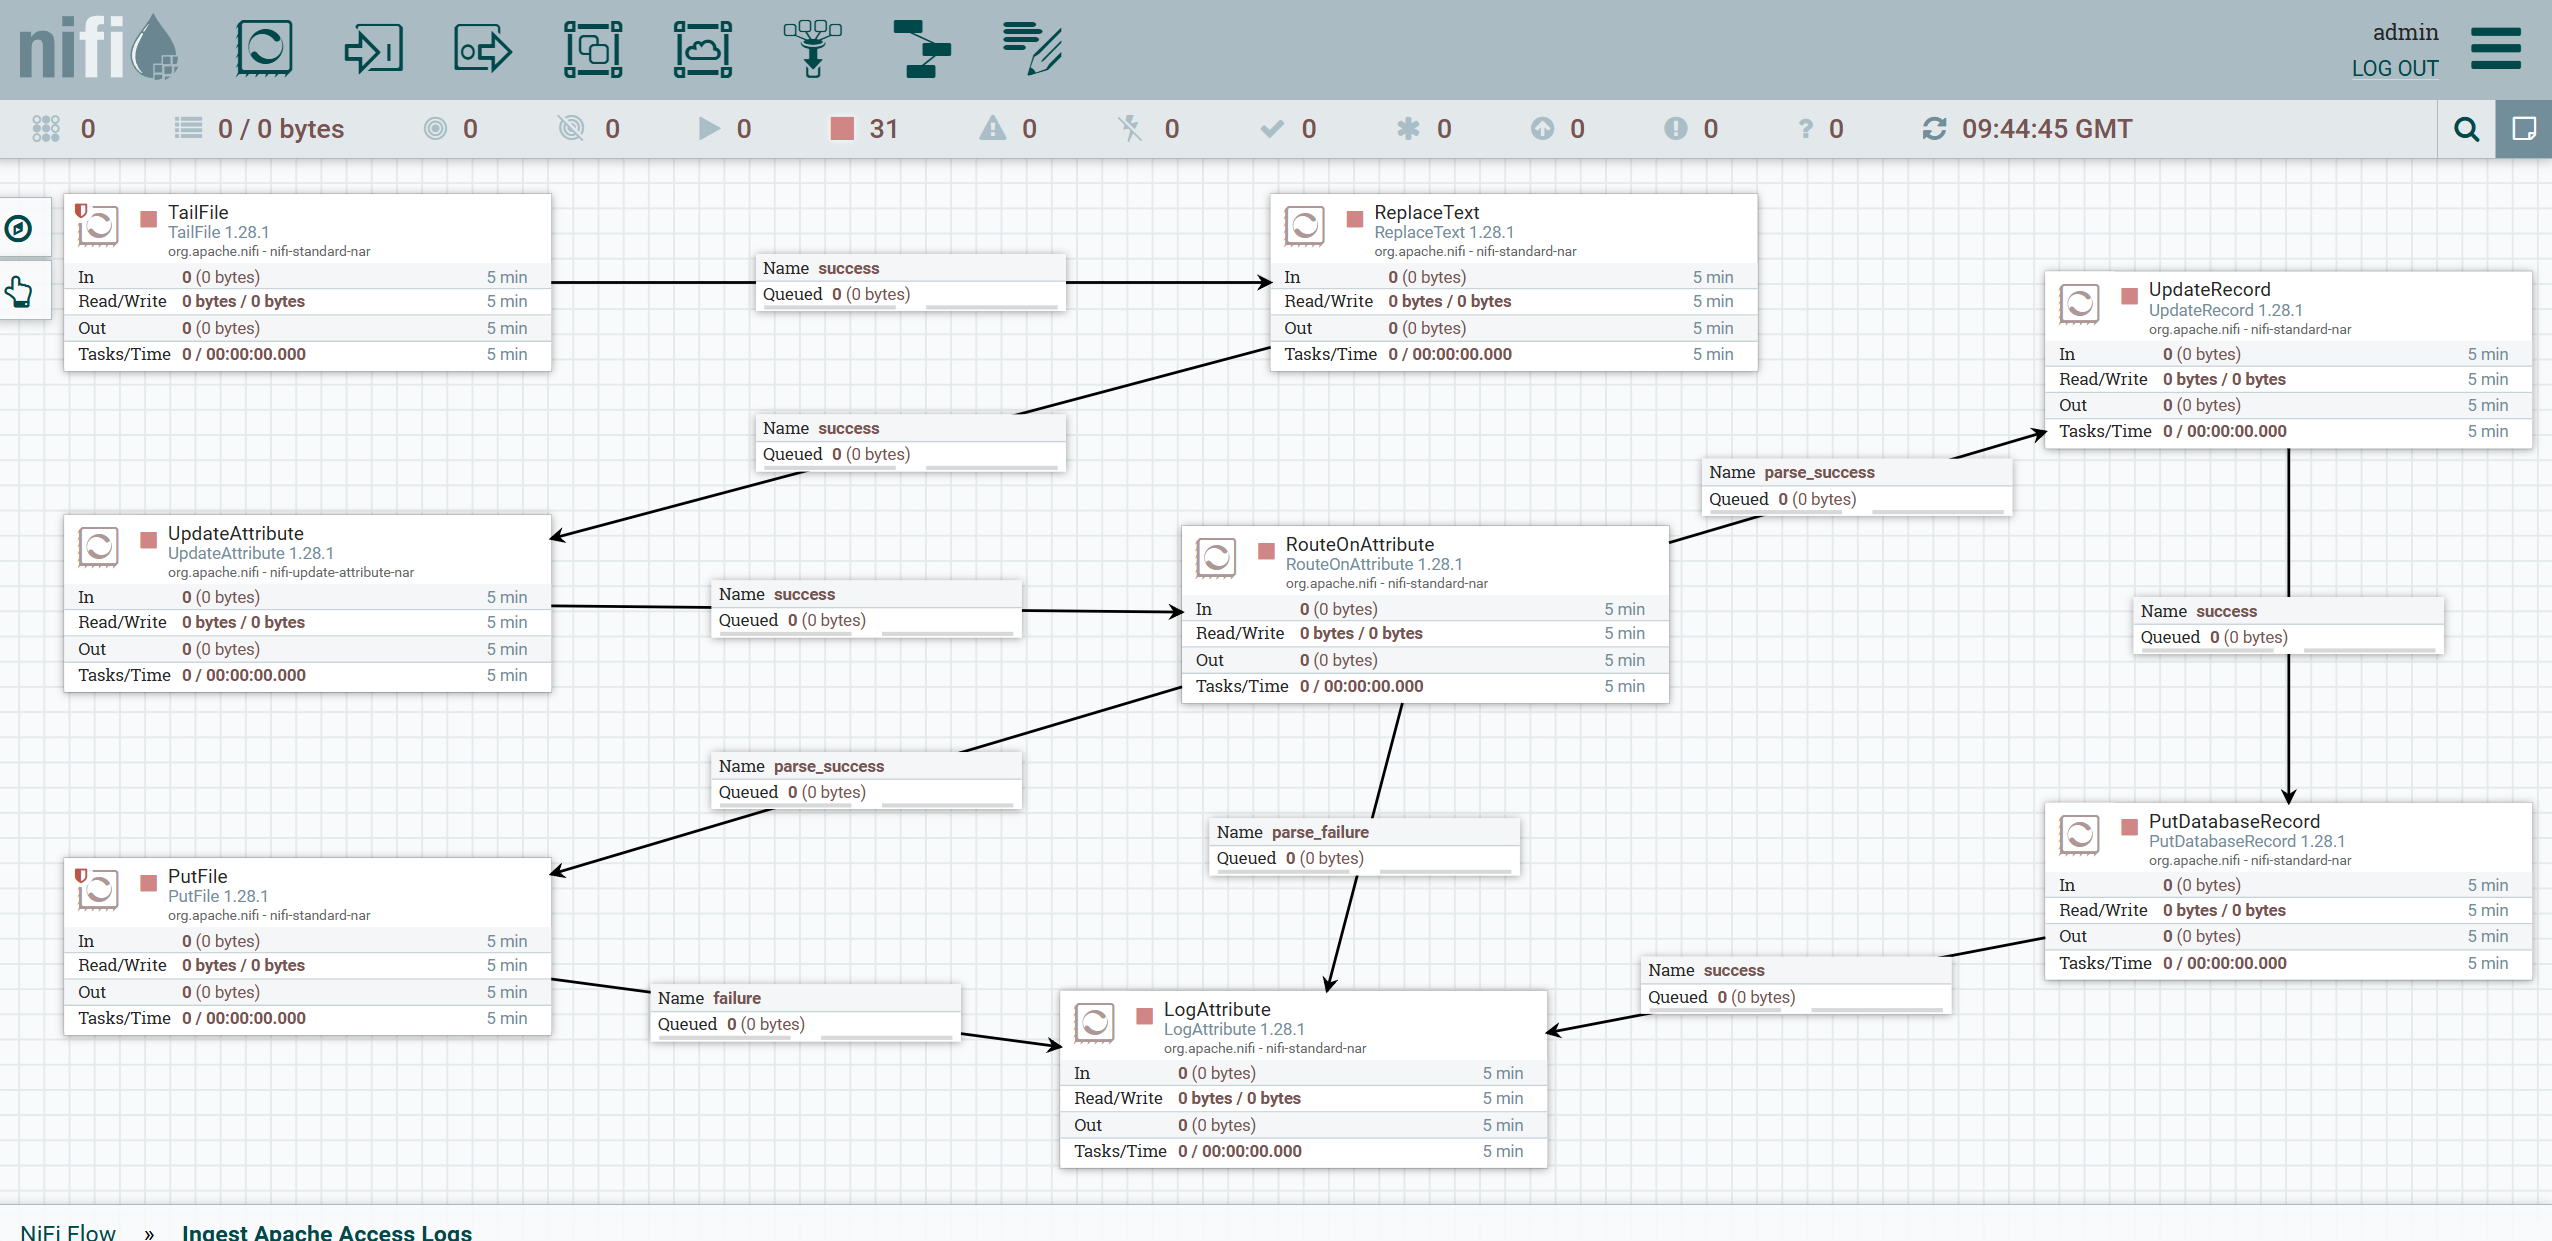 nifi
admin
LOG OUT
0
0 / 0 bytes
0
0
0
31
0
0
0
0
0
0
? 0
09:44:45 GMT
TailFile
TailFile 1.28.1
org.apache.nifi - nifi-standard-nar
In 0 (0 bytes) 5 min
Read/Write 0 bytes / 0 bytes 5 min
Out 0 (0 bytes) 5 min
Tasks/Time 0 / 00:00:00.000 5 min
Name success
Queued 0 (0 bytes)
ReplaceText
ReplaceText 1.28.1
org.apache.nifi - nifi-standard-nar
In 0 (0 bytes) 5 min
Read/Write 0 bytes / 0 bytes 5 min
Out 0 (0 bytes) 5 min
Tasks/Time 0 / 00:00:00.000 5 min
UpdateRecord
UpdateRecord 1.28.1
org.apache.nifi - nifi-standard-nar
In 0 (0 bytes) 5 min
Read/Write 0 bytes / 0 bytes 5 min
Out 0 (0 bytes) 5 min
Tasks/Time 0 / 00:00:00.000 5 min
Name success
Queued 0 (0 bytes)
Name parse_success
Queued 0 (0 bytes)
UpdateAttribute
UpdateAttribute 1.28.1
org.apache.nifi - nifi-update-attribute-nar
In 0 (0 bytes) 5 min
Read/Write 0 bytes / 0 bytes 5 min
Out 0 (0 bytes) 5 min
Tasks/Time 0 / 00:00:00.000 5 min
Name success
Queued 0 (0 bytes)
RouteOnAttribute
RouteOnAttribute 1.28.1
org.apache.nifi - nifi-standard-nar
In 0 (0 bytes) 5 min
Read/Write 0 bytes / 0 bytes 5 min
Out 0 (0 bytes) 5 min
Tasks/Time 0 / 00:00:00.000 5 min
Name success
Queued 0 (0 bytes)
Name parse_success
Queued 0 (0 bytes)
Name parse_failure
Queued 0 (0 bytes)
PutDatabaseRecord
PutDatabaseRecord 1.28.1
org.apache.nifi - nifi-standard-nar
In 0 (0 bytes) 5 min
Read/Write 0 bytes / 0 bytes 5 min
Out 0 (0 bytes) 5 min
Tasks/Time 0 / 00:00:00.000 5 min
PutFile
PutFile 1.28.1
org.apache.nifi - nifi-standard-nar
In 0 (0 bytes) 5 min
Read/Write 0 bytes / 0 bytes 5 min
Out 0 (0 bytes) 5 min
Tasks/Time 0 / 00:00:00.000 5 min
Name failure
Queued 0 (0 bytes)
Name success
Queued 0 (0 bytes)
LogAttribute
LogAttribute 1.28.1
org.apache.nifi - nifi-standard-nar
In 0 (0 bytes) 5 min
Read/Write 0 bytes / 0 bytes 5 min
Out 0 (0 bytes) 5 min
Tasks/Time 0 / 00:00:00.000 5 min
NiFi Flow » Ingest Apache Access Logs